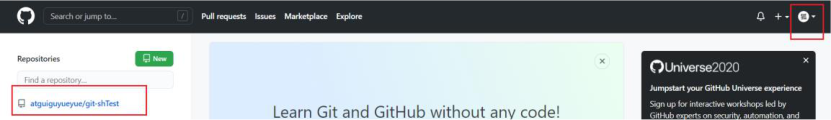 Search or jump to... / Pull requests Issues Marketplace Explore
Repositories New
Find a repository...
atguiguyueyue/git-shTest
Learn Git and GitHub without any code!
Universe2020
Jumpstart your GitHub Universe experience
Sign up for interactive workshops led by
GitHub experts on security, automation, and